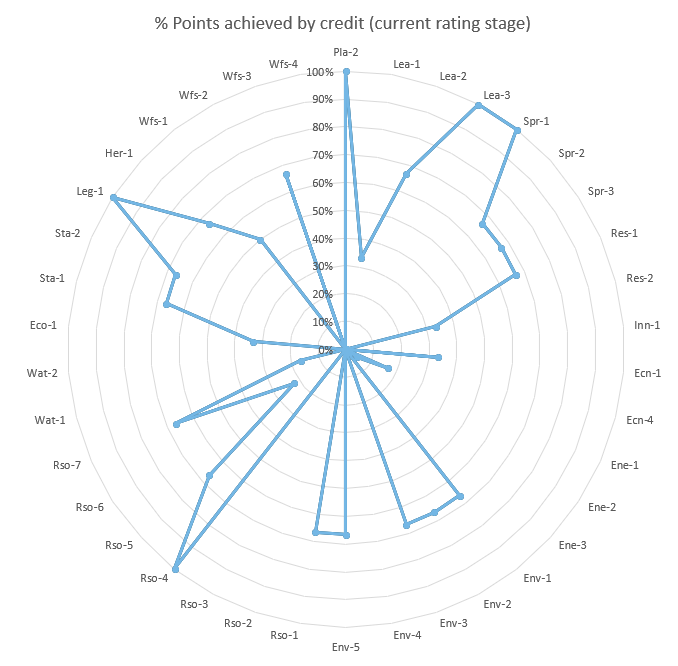 % Points achieved by credit (current rating stage)
Pla-2
Lea-1
Lea-2
Lea-3
Spr-1
Spr-2
Spr-3
Res-1
Res-2
Inn-1
Ecn-1
Ecn-4
Ene-1
Ene-2
Ene-3
Env-1
Env-2
Env-3
Env-4
Env-5
Rso-1
Rso-2
Rso-3
Rso-4
Rso-5
Rso-6
Rso-7
Wat-1
Wat-2
Eco-1
Sta-1
Sta-2
Leg-1
Her-1
Wfs-1
Wfs-2
Wfs-3
Wfs-4
100%
90%
80%
70%
60%
50%
40%
30%
20%
10%
0%